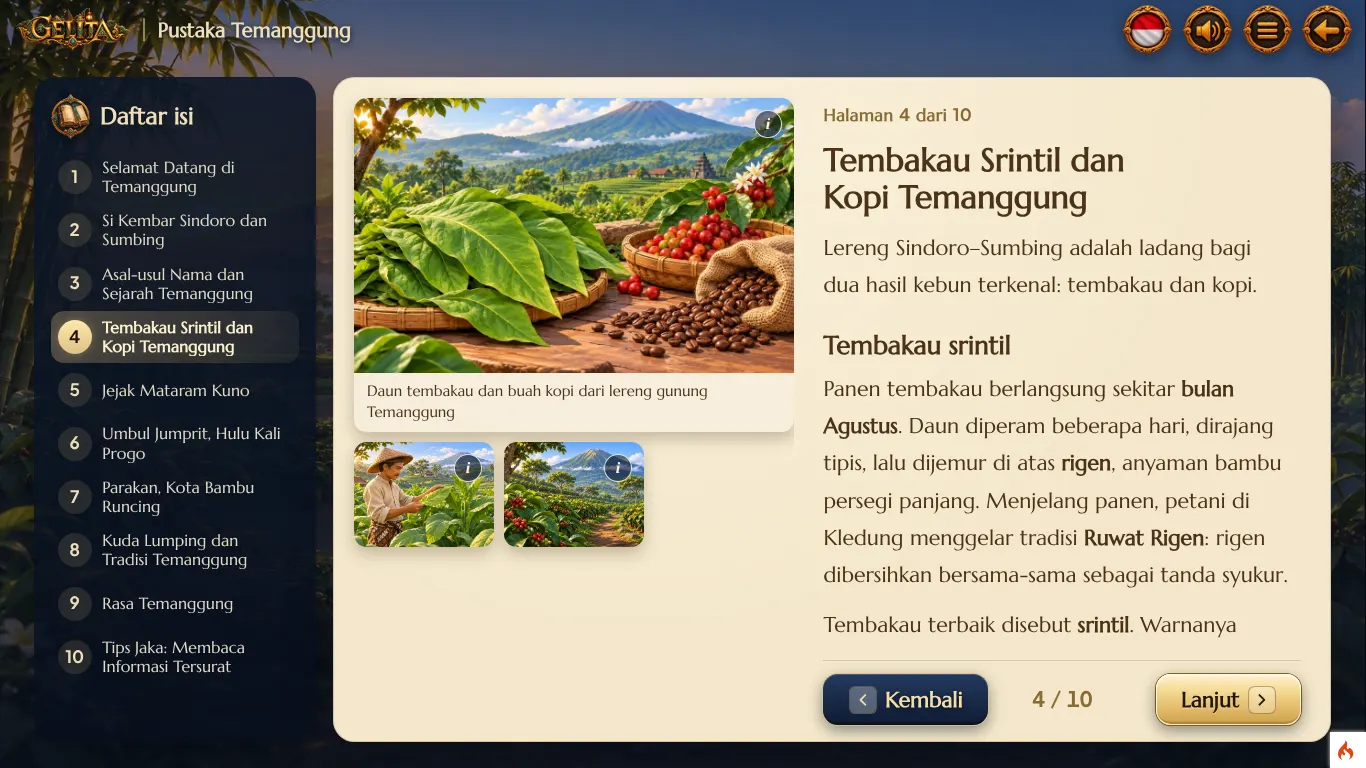 GELITA
Pustaka Temanggung
Daftar isi
1
Selamat Datang di
Temanggung
2
Si Kembar Sindoro dan
Sumbing
3
Asal-usul Nama dan
Sejarah Temanggung
4
Tembakau Srintil dan
Kopi Temanggung
5
Jejak Mataram Kuno
6
Umbul Jumprit, Hulu Kali
Progo
7
Parakan, Kota Bambu
Runcing
8
Kuda Lumping dan
Tradisi Temanggung
9
Rasa Temanggung
10
Tips Jaka: Membaca
Informasi Tersurat
i
Daun tembakau dan buah kopi dari lereng gunung
Temanggung
i
i
Halaman 4 dari 10
Tembakau Srintil dan
Kopi Temanggung
Lereng Sindoro–Sumbing adalah ladang bagi
dua hasil kebun terkenal: tembakau dan kopi.
Tembakau srintil
Panen tembakau berlangsung sekitar bulan
Agustus. Daun diperam beberapa hari, dirajang
tipis, lalu dijemur di atas rigen, anyaman bambu
persegi panjang. Menjelang panen, petani di
Kledung menggelar tradisi Ruwat Rigen: rigen
dibersihkan bersama-sama sebagai tanda syukur.
Tembakau terbaik disebut srintil. Warnanya
Kembali
4 / 10
Lanjut